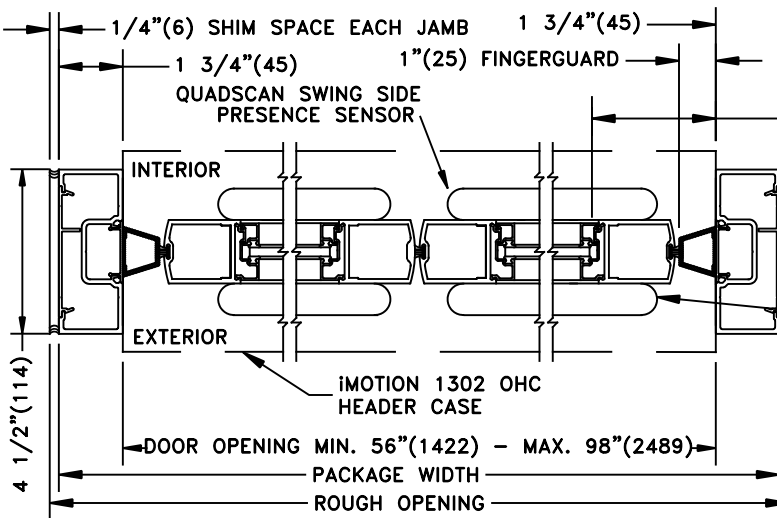 1/4”(6) SHIM SPACE EACH JAMB
1 3/4”(45)
1 3/4”(45)
1”(25) FINGERGUARD
QUADSCAN SWING SIDE
PRESENCE SENSOR
INTERIOR
EXTERIOR
4 1/2”(114)
iMOTION 1302 OHC
HEADER CASE
DOOR OPENING MIN. 56”(1422) – MAX. 98”(2489)
PACKAGE WIDTH
ROUGH OPENING